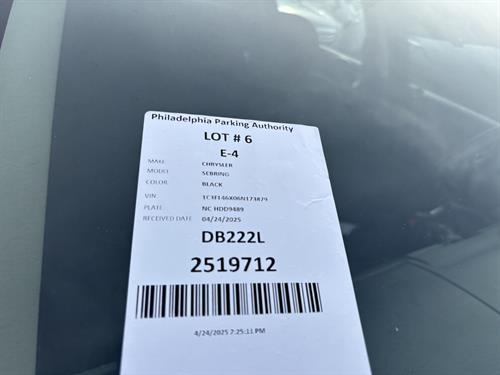 Philadelphia Parking Authority
LOT # 6
E-4
MAKE CHRYSLER
MODEL SEBRING
COLOR BLACK
VIN
PLATE NC HDD9489
RECEIVED DATE 04/24/2025
DB222L
2519712
4/24/2025 7:25:11 PM